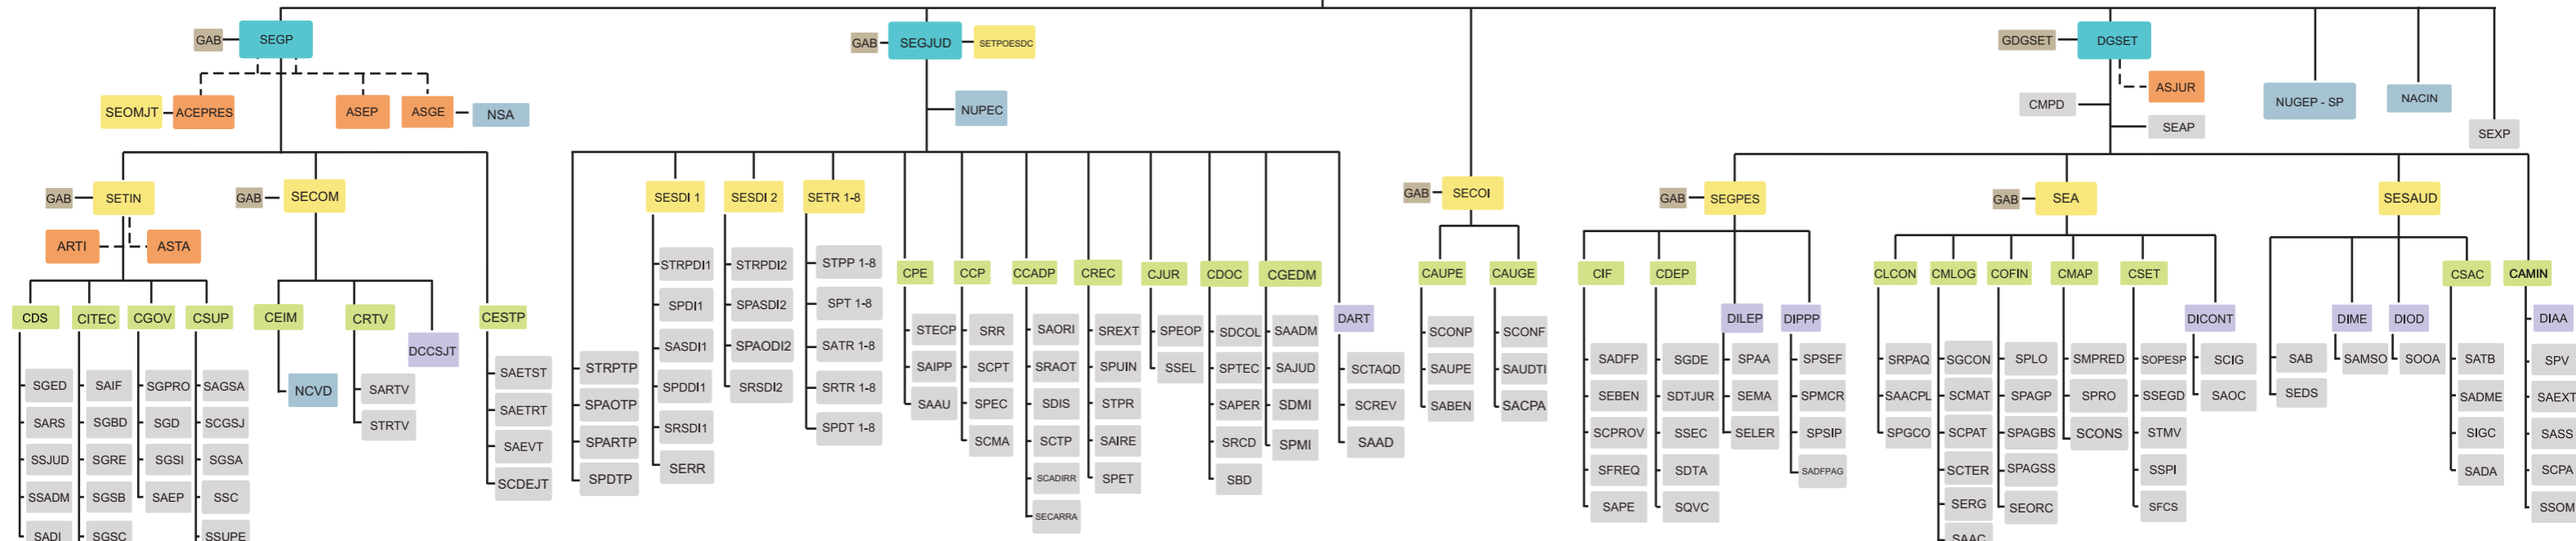 GAB SEGP
GAB SEGJUD SETPOESDC
GDGSET DGSET
SEOMJT ACEPRES ASEP ASGE NSA
NUPEC
ASJUR
CMPD
SEAP
NUGEP - SP NACIN
SEXP
GAB SETIN
GAB SECOM
SESDI 1 SESDI 2 SETR 1-8
GAB SECOI
GAB SEGPES
GAB SEA
SESAUD
ARTI ASTA
CDS CITEC CGOV CSUP
CEIM CRTV
DCCSJT
CESTP
NCVD
SGED SAIF SGPRO SAGSA
SARS SGBD SGD SCGSJ
SSJUD SGRE SGSI SGSA
SSADM SGSB SAEP SSC
SADI SGSC SSUPE
SARTV
STRTV
SAETST
SAETRT
SAEVT
SCDEJT
STRPTP
SPAOTP
SPARTP
SPDTP
STRPDI1 STRPDI2 STPP 1-8
SPDI1 SPASDI2 SPT 1-8
SASDI1 SPAODI2 SATR 1-8
SPDDI1 SRSDI2 SRTR 1-8
SRSDI1 SPDT 1-8
SERR
CPE CCP CCADP CREC CJUR CDOC CGEDM
DART
STECP SRR SAORI SREXT SPEOP SDCOL SAADM
SAIPP SCPT SRAOT SPUIN SSEL SPTEC SAJUD
SAAU SPEC SDIS STPR SAPER SDMI
SCMA SCTP SAIRE SRCD SPMI
SCADIRR SPET SBD
SECARRA
SCTAQD
SCREV
SAAD
CAUPE CAUGE
SCONP SCONF
SAUPE SAUDTI
SABEN SACPA
CIF CDEP
DILEP DIPPP
SADFP SGDE SPAA SPSEF
SEBEN SDTJUR SEMA SPMCR
SCPROV SSEC SELER SPSIP
SFREQ SDTA SADFPAG
SAPE SQVC
CLCON CMLOG COFIN CMAP CSET
DICONT
SRPAQ SGCON SPLO SMPRED SOPESP SCIG
SAACPL SCMAT SPAGP SPRO SSEGD SAOC
SPGCO SCPAT SPAGBS SCONS STMV
SCTER SPAGSS SSPI
SERG SEORC SFCS
SAAC
CSAC CAMIN
DIME DIOD DIAA
SAB SAMSO SOOA SATB SPV
SEDS SADME SAEXT
SIGC SASS
SADA SCPA
SSOM